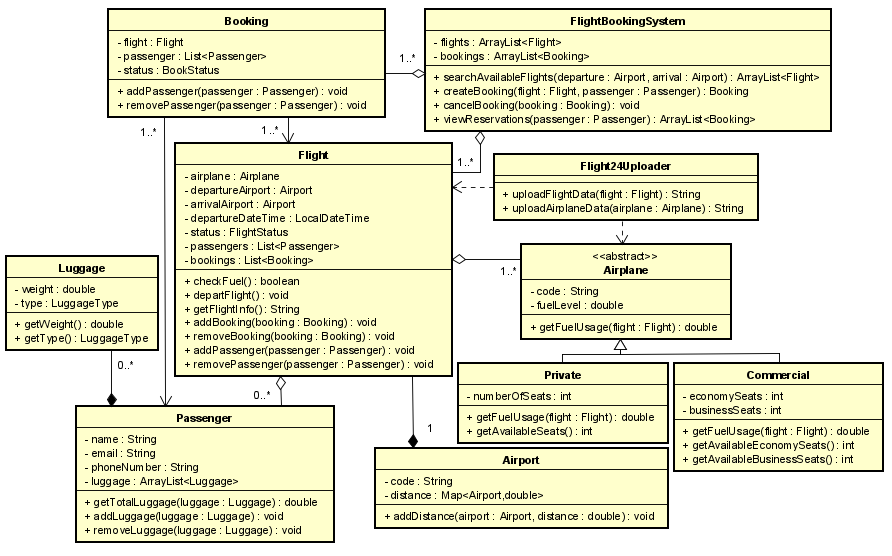 Booking
- flight : Flight
- passenger : List<Passenger>
- status : BookStatus
+ addPassenger(passenger : Passenger) : void
+ removePassenger(passenger : Passenger) : void
1..*
FlightBookingSystem
- flights : ArrayList<Flight>
- bookings : ArrayList<Booking>
+ searchAvailableFlights(departure : Airport, arrival : Airport) : ArrayList<Flight>
+ createBooking(flight : Flight, passenger : Passenger) : Booking
+ cancelBooking(booking : Booking) : void
+ viewReservations(passenger : Passenger) : ArrayList<Booking>
1..*
1..*
1..*
Flight
- airplane : Airplane
- departureAirport : Airport
- arrivalAirport : Airport
- departureDateTime : LocalDateTime
- status : FlightStatus
- passengers : List<Passenger>
- bookings : List<Booking>
+ checkFuel() : boolean
+ departFlight() : void
+ getFlightInfo() : String
+ addBooking(booking : Booking) : void
+ removeBooking(booking : Booking) : void
+ addPassenger(passenger : Passenger) : void
+ removePassenger(passenger : Passenger) : void
Flight24Uploader
+ uploadFlightData(flight : Flight) : String
+ uploadAirplaneData(airplane : Airplane) : String
1..*
<<abstract>>
Airplane
- code : String
- fuelLevel : double
+ getFuelUsage(flight : Flight) : double
Luggage
- weight : double
- type : LuggageType
+ getWeight() : double
+ getType() : LuggageType
0..*
0..*
Private
- numberOfSeats : int
+ getFuelUsage(flight : Flight) : double
+ getAvailableSeats() : int
Commercial
- economySeats : int
- businessSeats : int
+ getFuelUsage(flight : Flight) : double
+ getAvailableEconomySeats() : int
+ getAvailableBusinessSeats() : int
Passenger
- name : String
- email : String
- phoneNumber : String
- luggage : ArrayList<Luggage>
+ getTotalLuggage(luggage : Luggage) : double
+ addLuggage(luggage : Luggage) : void
+ removeLuggage(luggage : Luggage) : void
1
Airport
- code : String
- distance : Map<Airport,double>
+ addDistance(airport : Airport, distance : double) : void